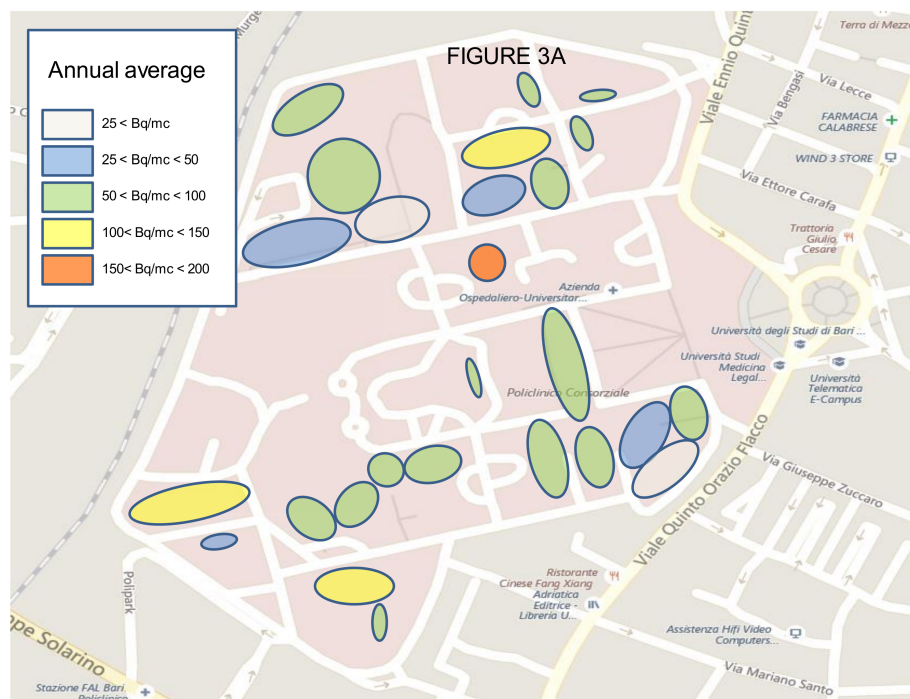 FIGURE 3A
Annual average
25 < Bq/mc
25 < Bq/mc < 50
50 < Bq/mc < 100
100< Bq/mc < 150
150< Bq/mc < 200
Murge
Viale Ennio Quint
Terra di Mezzo
Via Bengasi
Via Lecce
FARMACIA
CALABRESE
WIND 3 STORE
Via Ettore Carafa
Trattoria
Giulio
Cesare
Azienda
Ospedaliero-Universitar...
Università degli Studi di Bari ...
Università Studi
Medicina
Legal...
Università
Telematica
E-Campus
Policlinico Consorziale
Viale Quinto Orazio Flacco
Via Giuseppe Zuccaro
Polipark
Ristorante
Cinese Fang Xiang
Adriatica
Editrice -
Libreria U...
Assistenza Hifi Video
Computers...
Via Mariano Santo
ppe Solarino
Stazione FAL Bari
Policlinico